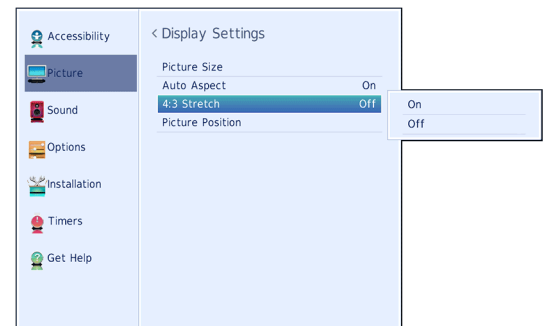 Accessibility
Picture
Sound
Options
Installation
Timers
Get Help
< Display Settings
Picture Size
Auto Aspect On
4:3 Stretch Off
Picture Position
On
Off